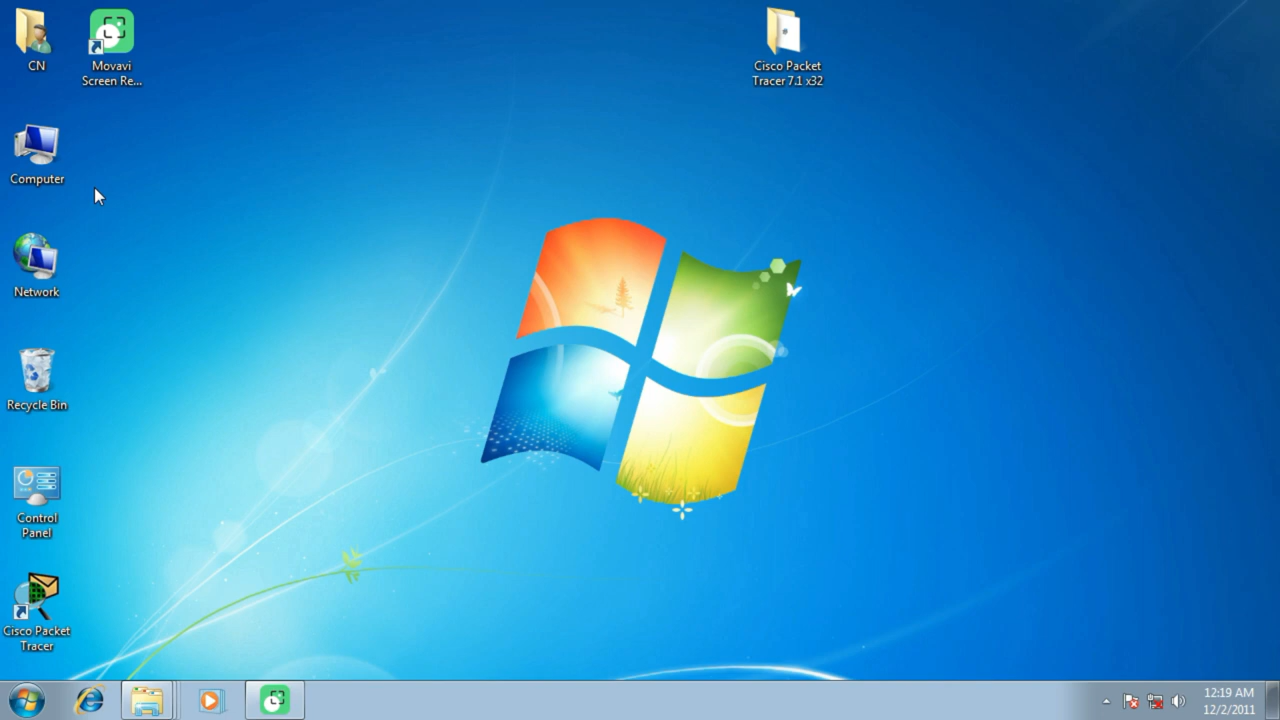 CN
Movavi
Screen Re...
Cisco Packet
Tracer 7.1 x32
Computer
Network
Recycle Bin
Control
Panel
Cisco Packet
Tracer
12:19 AM
12/2/2011